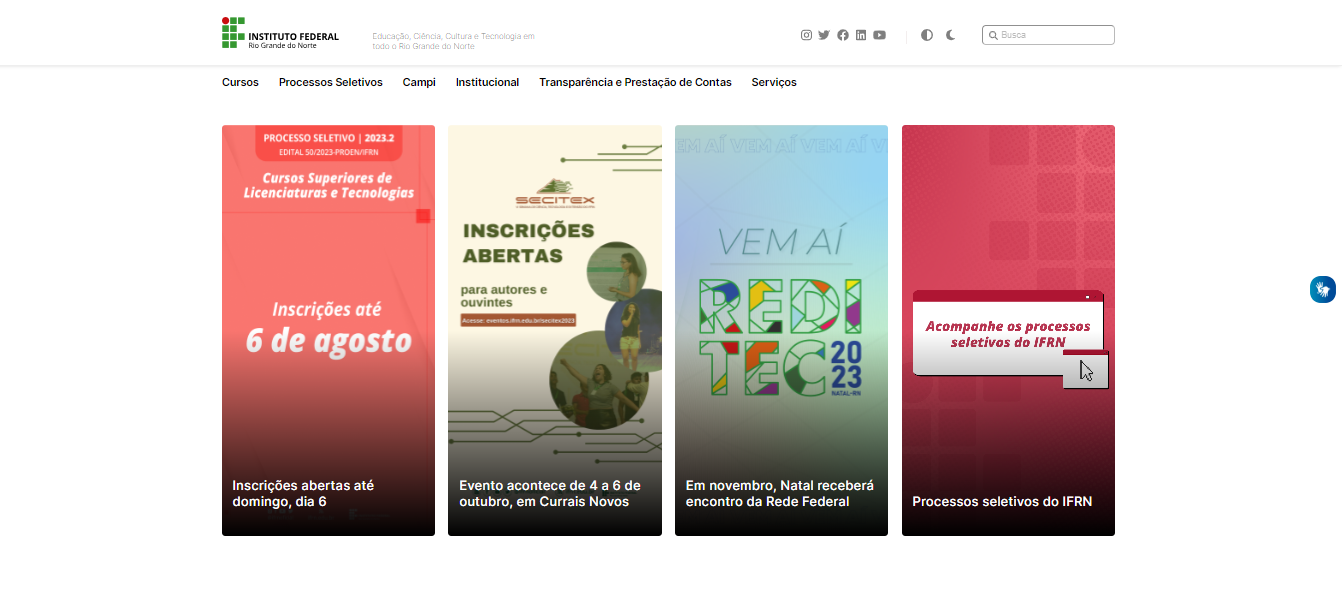 INSTITUTO FEDERAL
Rio Grande do Norte
Educação, Ciência, Cultura e Tecnologia em
todo o Rio Grande do Norte
Busca
Cursos
Processos Seletivos
Campi
Institucional
Transparência e Prestação de Contas
Serviços
PROCESSO SELETIVO | 2023.2
EDITAL 50/2023-PROEN/IFRN
Cursos Superiores de
Licenciaturas e Tecnologias
Inscrições até
6 de agosto
Inscrições abertas até
domingo, dia 6
SECITEX
INSCRIÇÕES
ABERTAS
para autores e
ouvintes
Acesse: eventos.ifrn.edu.br/secitex2023
Evento acontece de 4 a 6 de
outubro, em Currais Novos
EM AÍ VEM AÍ VEM AÍ V
VEM AÍ
REDI
TEC
20
23
NATAL-RN
Em novembro, Natal receberá
encontro da Rede Federal
Acompanhe os processos
seletivos do IFRN
Processos seletivos do IFRN